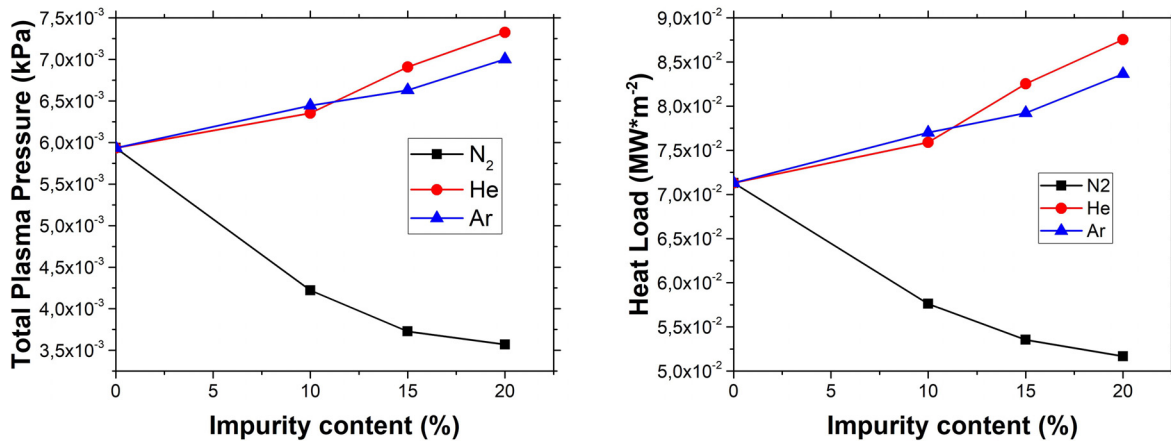 Total Plasma Pressure (kPa)
7,5x10⁻³
7,0x10⁻³
6,5x10⁻³
6,0x10⁻³
5,5x10⁻³
5,0x10⁻³
4,5x10⁻³
4,0x10⁻³
3,5x10⁻³
N₂
He
Ar
0 5 10 15 20
Impurity content (%)
Heat Load (MW*m⁻²)
9,0x10⁻²
8,5x10⁻²
8,0x10⁻²
7,5x10⁻²
7,0x10⁻²
6,5x10⁻²
6,0x10⁻²
5,5x10⁻²
5,0x10⁻²
N2
He
Ar
0 5 10 15 20
Impurity content (%)